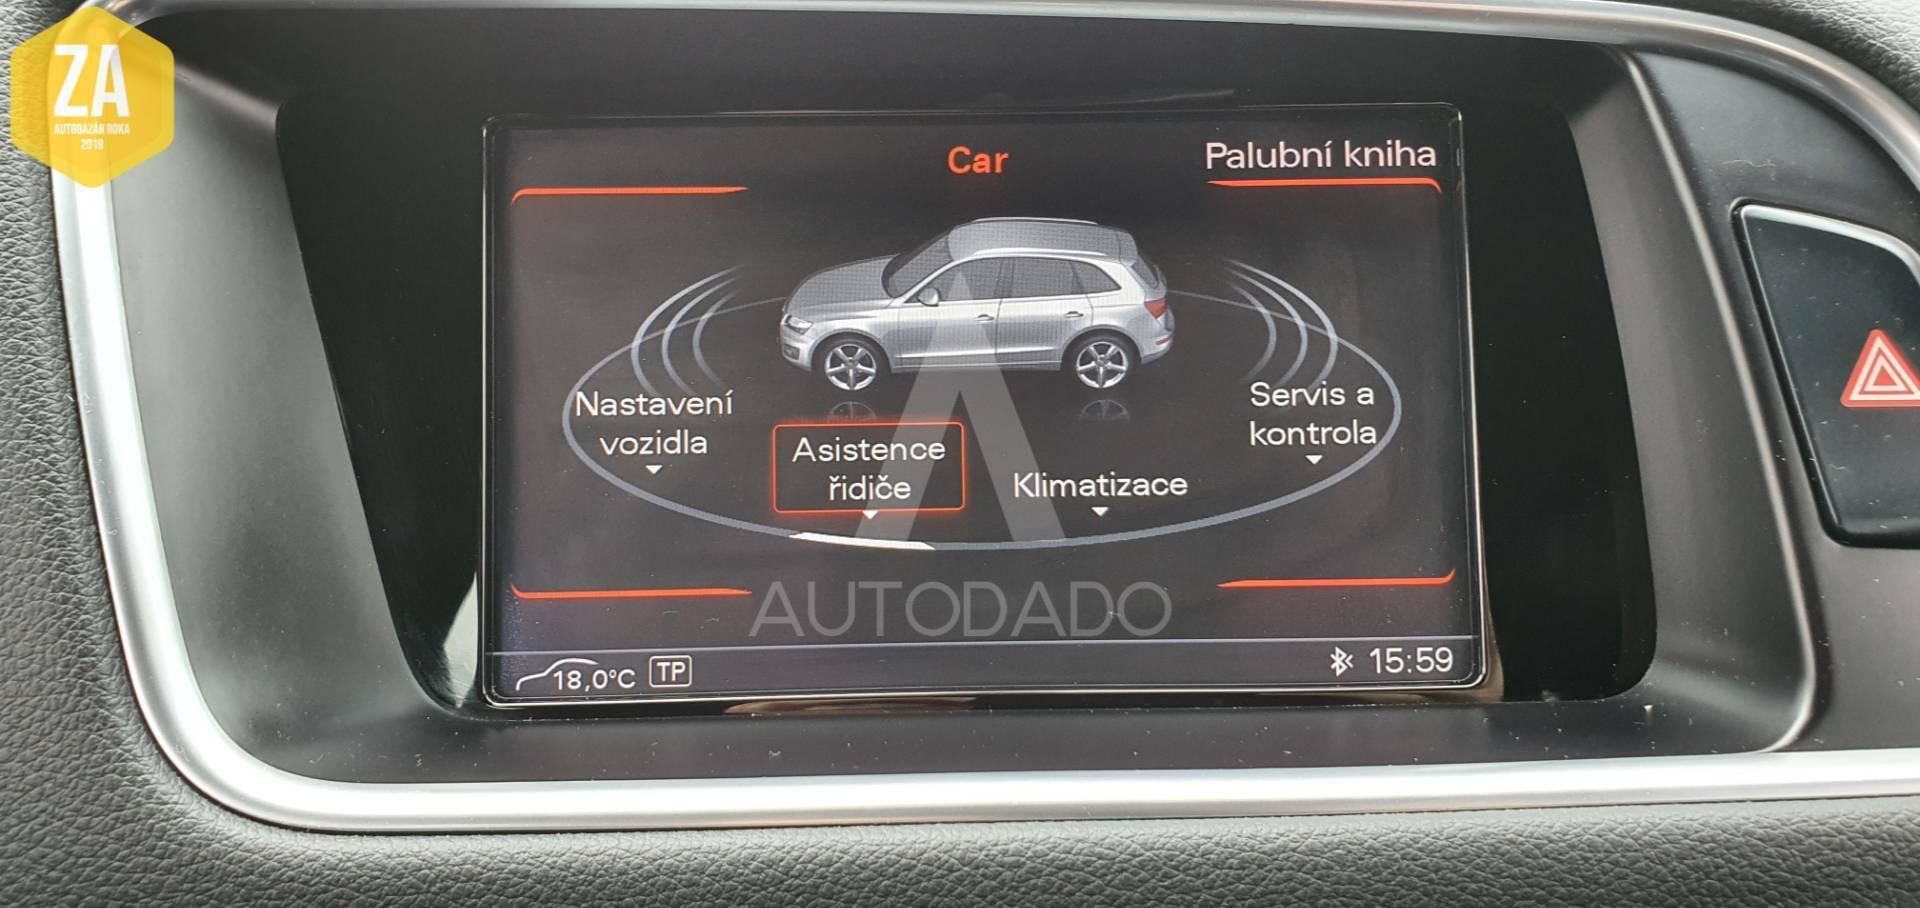 ZA
AUTOBAZÁR ROKA
2019
Car
Palubní kniha
Nastavení
vozidla
Asistence
řidiče
Klimatizace
Servis a
kontrola
AUTODADO
18,0°C TP
15:59